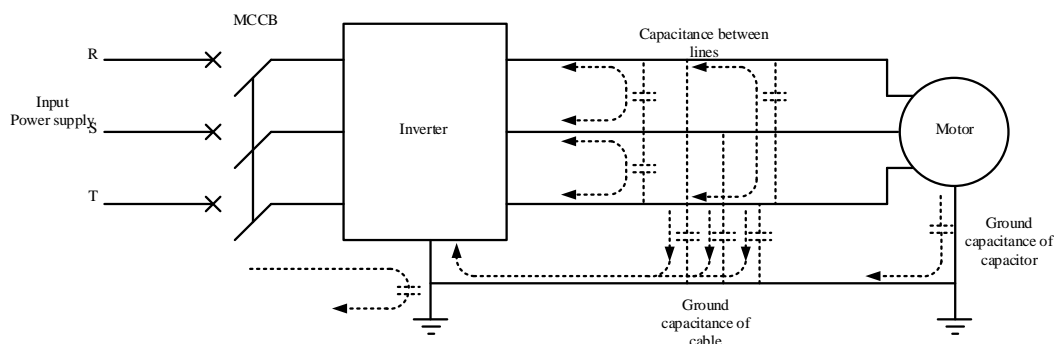 MCCB
R
Input
Power supply
S
T
Inverter
Capacitance between
lines
Motor
Ground
capacitance of
capacitor
Ground
capacitance of
cable